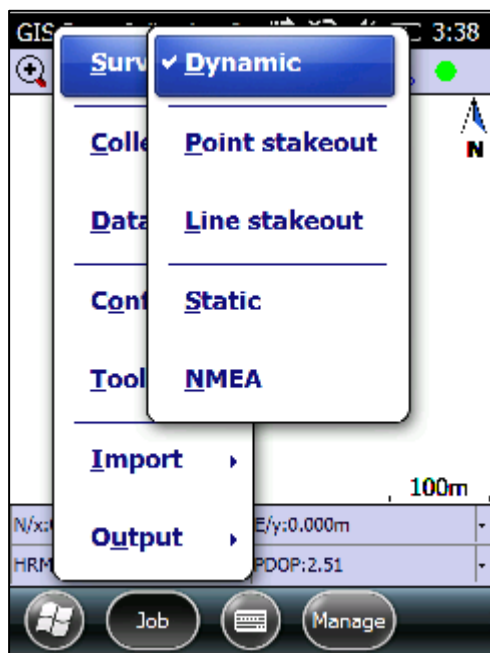 GIS 3:38
Surv
Dynamic
N
Colle
Point stakeout
Data
Line stakeout
Conf
Static
Tool
NMEA
Import
100m
N/x: E/y:0.000m
Output
HRM PDOP:2.51
Job Manage